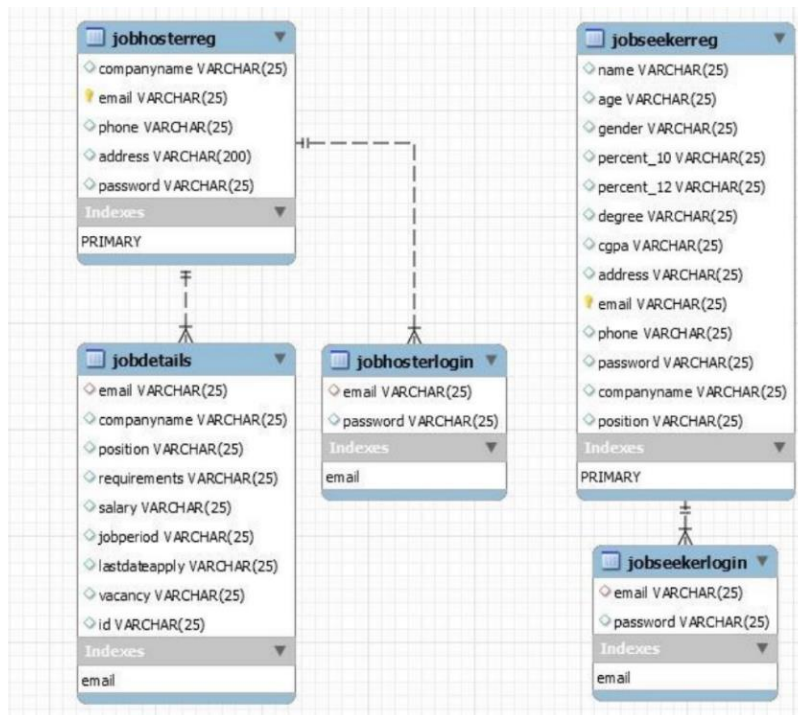 jobhosterreg
companyname VARCHAR(25)
email VARCHAR(25)
phone VARCHAR(25)
address VARCHAR(200)
password VARCHAR(25)
Indexes
PRIMARY
jobdetails
email VARCHAR(25)
companyname VARCHAR(25)
position VARCHAR(25)
requirements VARCHAR(25)
salary VARCHAR(25)
jobperiod VARCHAR(25)
lastdateapply VARCHAR(25)
vacancy VARCHAR(25)
id VARCHAR(25)
Indexes
email
jobhosterlogin
email VARCHAR(25)
password VARCHAR(25)
Indexes
email
jobseekerreg
name VARCHAR(25)
age VARCHAR(25)
gender VARCHAR(25)
percent_10 VARCHAR(25)
percent_12 VARCHAR(25)
degree VARCHAR(25)
cgpa VARCHAR(25)
address VARCHAR(25)
email VARCHAR(25)
phone VARCHAR(25)
password VARCHAR(25)
companyname VARCHAR(25)
position VARCHAR(25)
Indexes
PRIMARY
jobseekerlogin
email VARCHAR(25)
password VARCHAR(25)
Indexes
email